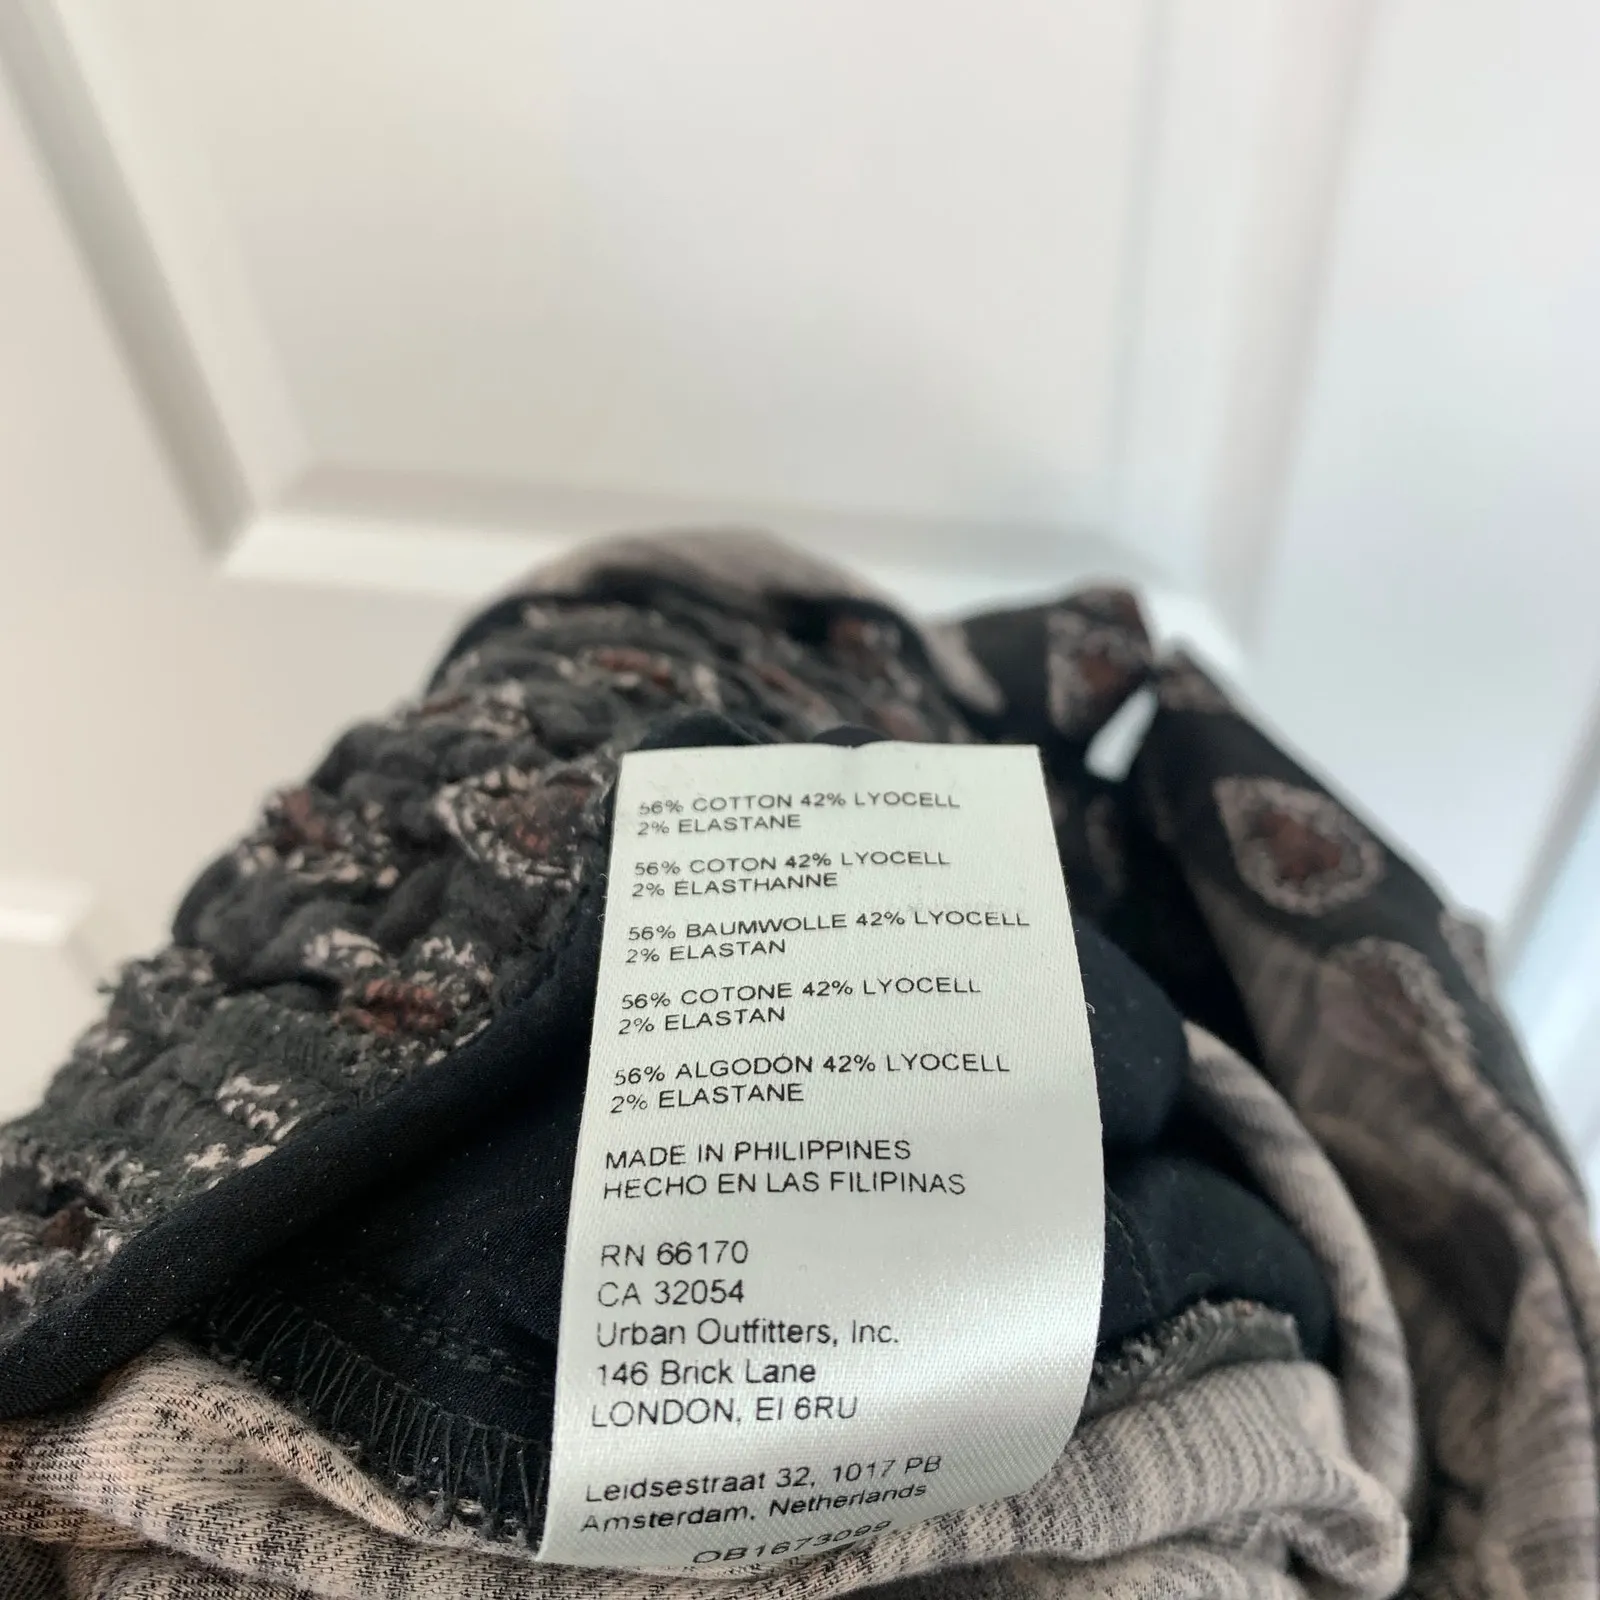 56% COTTON 42% LYOCELL
2% ELASTANE
56% COTON 42% LYOCELL
2% ÉLASTHANNE
56% BAUMWOLLE 42% LYOCELL
2% ELASTAN
56% COTONE 42% LYOCELL
2% ELASTAN
56% ALGODÓN 42% LYOCELL
2% ELASTANE
MADE IN PHILIPPINES
HECHO EN LAS FILIPINAS
RN 66170
CA 32054
Urban Outfitters, Inc.
146 Brick Lane
LONDON, EI 6RU
Leidsestraat 32, 1017 PB
Amsterdam, Netherlands
OB1673099